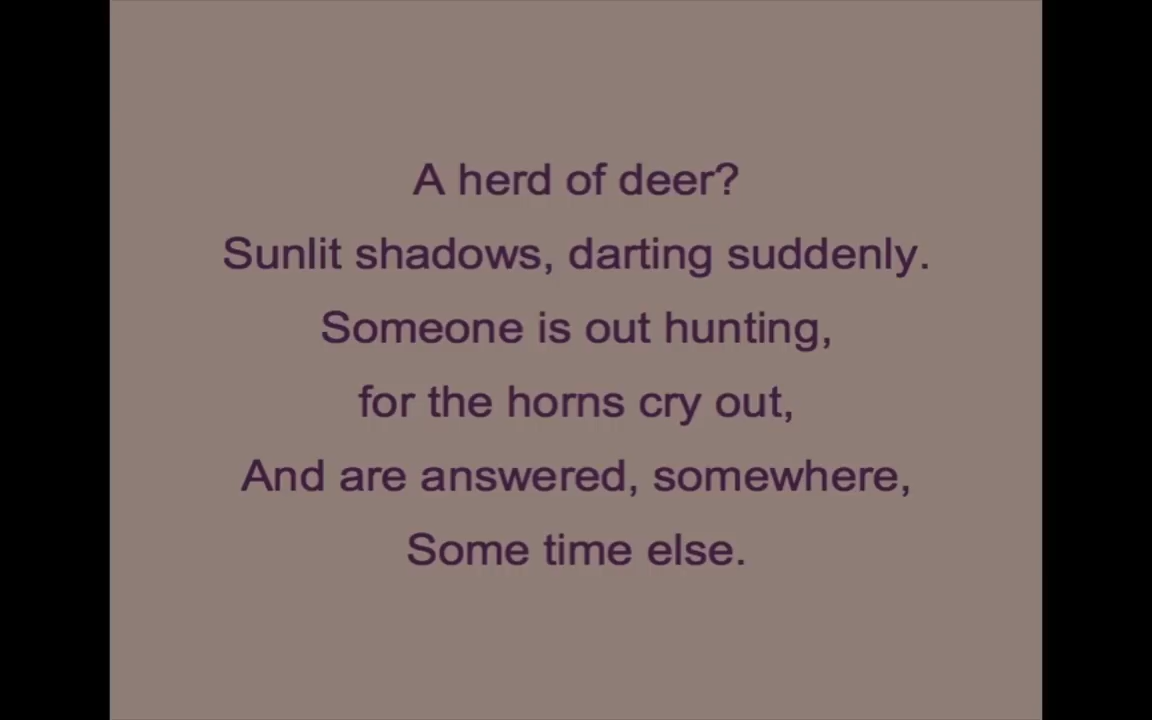 A herd of deer?
Sunlit shadows, darting suddenly.
Someone is out hunting,
for the horns cry out,
And are answered, somewhere,
Some time else.